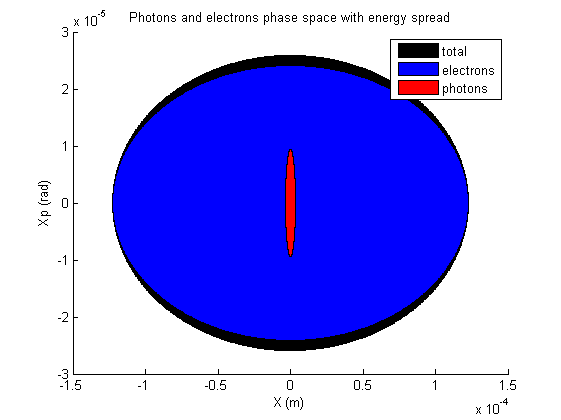 Photons and electrons phase space with energy spread
x 10^-5
total
electrons
photons
3
2
1
0
-1
-2
-3
X'p (rad)
-1.5
-1
-0.5
0
0.5
1
1.5
X (m)
x 10^-4